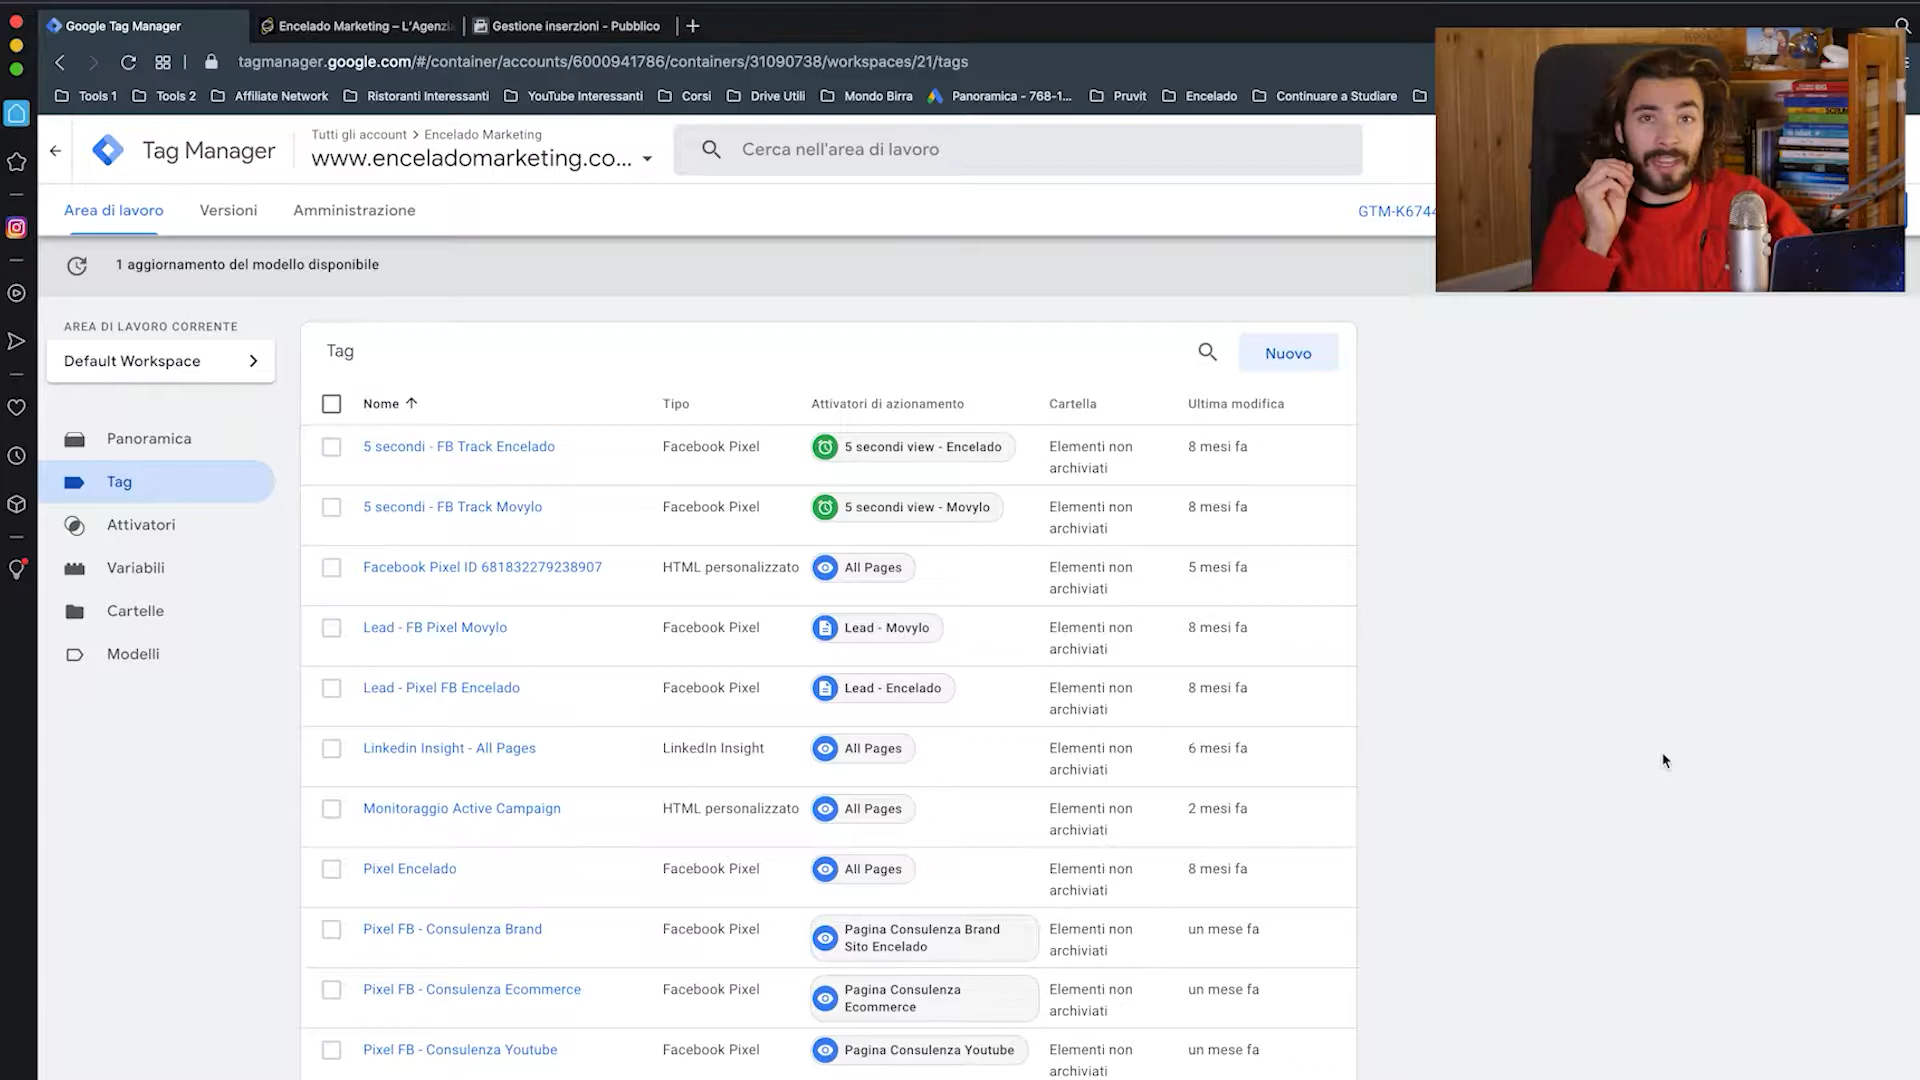 Google Tag Manager
Encelado Marketing – L'Agenzi
Gestione inserzioni - Pubblico
tagmanager.google.com/#/container/accounts/6000941786/containers/31090738/workspaces/21/tags
Tools 1
Tools 2
Affiliate Network
Ristoranti Interessanti
YouTube Interessanti
Corsi
Drive Utili
Mondo Birra
Panoramica - 768-1...
Pruvit
Encelado
Continuare a Studiare
Tag Manager
Tutti gli account > Encelado Marketing
www.enceladomarketing.co...
Cerca nell'area di lavoro
Area di lavoro
Versioni
Amministrazione
GTM-K6744
1 aggiornamento del modello disponibile
AREA DI LAVORO CORRENTE
Default Workspace
Panoramica
Tag
Attivatori
Variabili
Cartelle
Modelli
Tag
Nuovo
Nome Tipo Attivatori di azionamento Cartella Ultima modifica
5 secondi - FB Track Encelado Facebook Pixel 5 secondi view - Encelado Elementi non 8 mesi fa
archiviati
5 secondi - FB Track Movylo Facebook Pixel 5 secondi view - Movylo Elementi non 8 mesi fa
archiviati
Facebook Pixel ID 681832279238907 HTML personalizzato All Pages Elementi non 5 mesi fa
archiviati
Lead - FB Pixel Movylo Facebook Pixel Lead - Movylo Elementi non 8 mesi fa
archiviati
Lead - Pixel FB Encelado Facebook Pixel Lead - Encelado Elementi non 8 mesi fa
archiviati
Linkedin Insight - All Pages LinkedIn Insight All Pages Elementi non 6 mesi fa
archiviati
Monitoraggio Active Campaign HTML personalizzato All Pages Elementi non 2 mesi fa
archiviati
Pixel Encelado Facebook Pixel All Pages Elementi non 8 mesi fa
archiviati
Pixel FB - Consulenza Brand Facebook Pixel Pagina Consulenza Brand Elementi non un mese fa
Sito Encelado archiviati
Pixel FB - Consulenza Ecommerce Facebook Pixel Pagina Consulenza Elementi non un mese fa
Ecommerce archiviati
Pixel FB - Consulenza Youtube Facebook Pixel Pagina Consulenza Youtube Elementi non un mese fa
archiviati